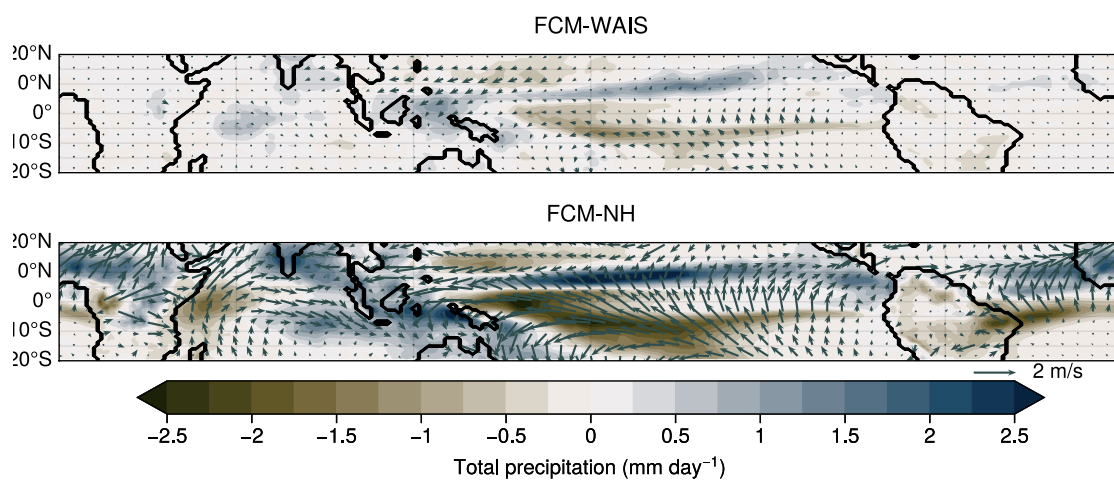 FCM-WAIS
20°N
10°N
0°
10°S
20°S
FCM-NH
20°N
10°N
0°
10°S
20°S
2 m/s
−2.5 −2 −1.5 −1 −0.5 0 0.5 1 1.5 2 2.5
Total precipitation (mm day⁻¹)